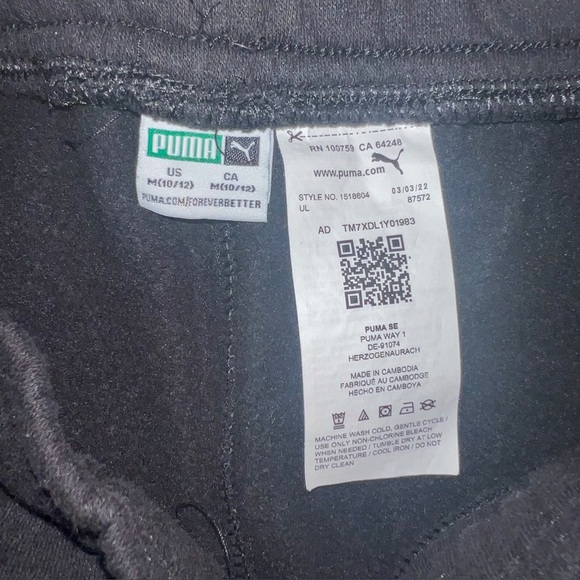 PUMA
US CA
M(10/12) M(10/12)
PUMA.COM/FOREVERBETTER
RN 100759 CA 64248
www.puma.com
STYLE NO. 1518604 03/03/22
UL 87572
AD TM7XDL1Y019B3
PUMA SE
PUMA WAY 1
DE-91074
HERZOGENAURACH
MADE IN CAMBODIA
FABRIQUÉ AU CAMBODGE
HECHO EN CAMBOYA
MACHINE WASH COLD, GENTLE CYCLE /
USE ONLY NON-CHLORINE BLEACH
WHEN NEEDED / TUMBLE DRY AT LOW
TEMPERATURE / COOL IRON / DO NOT
DRY CLEAN